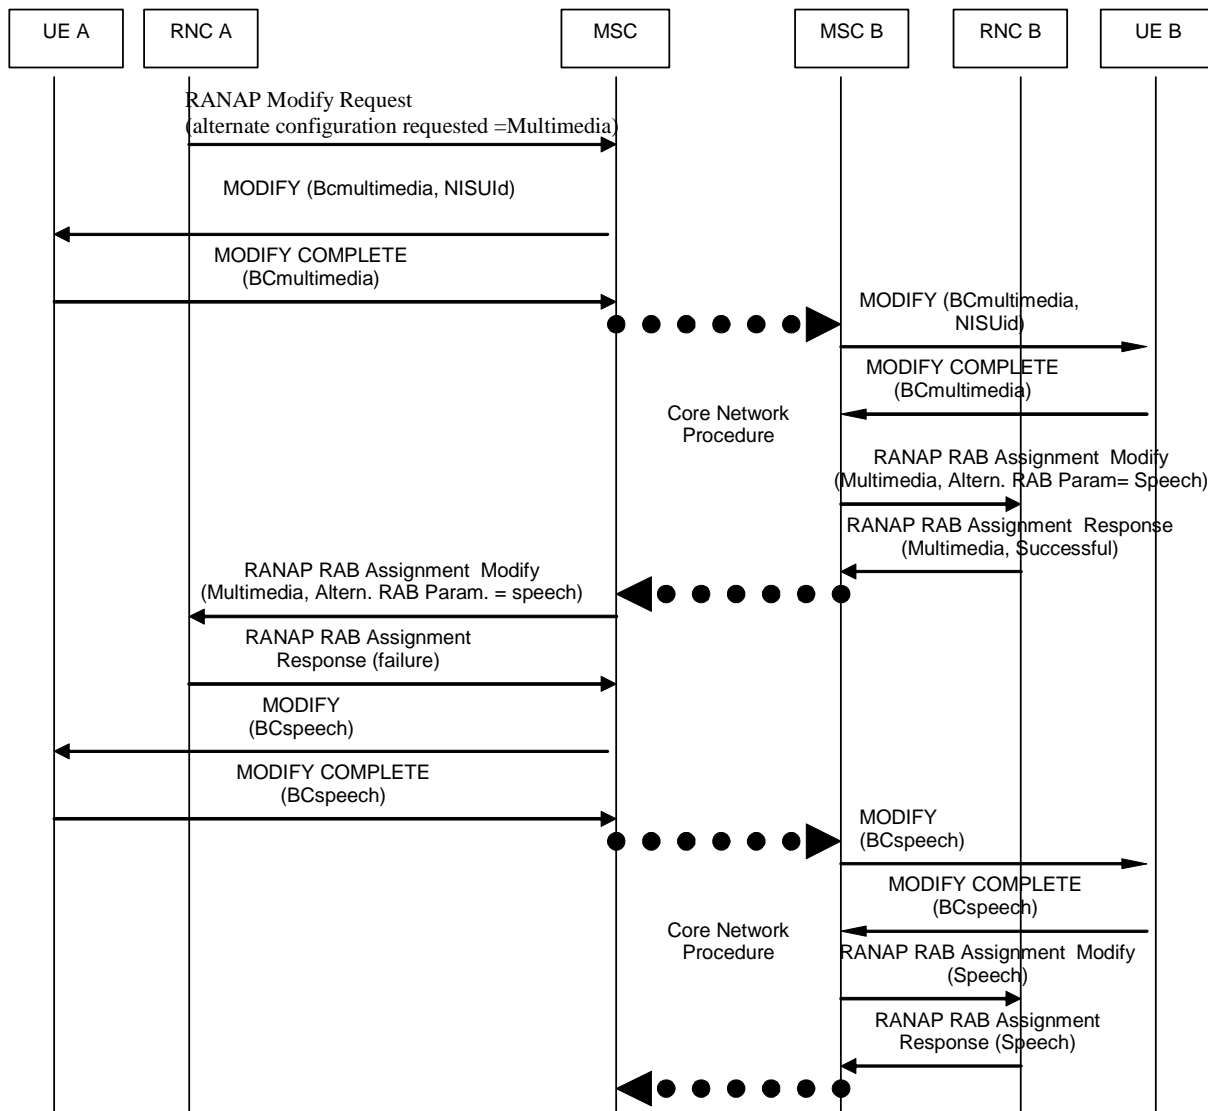 UE A
RNC A
MSC
MSC B
RNC B
UE B
RANAP Modify Request
(alternate configuration requested =Multimedia)
MODIFY (Bcmultimedia, NISUId)
MODIFY COMPLETE
(BCmultimedia)
MODIFY (BCmultimedia,
NISUid)
MODIFY COMPLETE
(BCmultimedia)
Core Network
Procedure
RANAP RAB Assignment Modify
(Multimedia, Altern. RAB Param= Speech)
RANAP RAB Assignment Response
(Multimedia, Successful)
RANAP RAB Assignment Modify
(Multimedia, Altern. RAB Param. = speech)
RANAP RAB Assignment
Response (failure)
MODIFY
(BCspeech)
MODIFY COMPLETE
(BCspeech)
MODIFY
(BCspeech)
MODIFY COMPLETE
(BCspeech)
Core Network
Procedure
RANAP RAB Assignment Modify
(Speech)
RANAP RAB Assignment
Response (Speech)